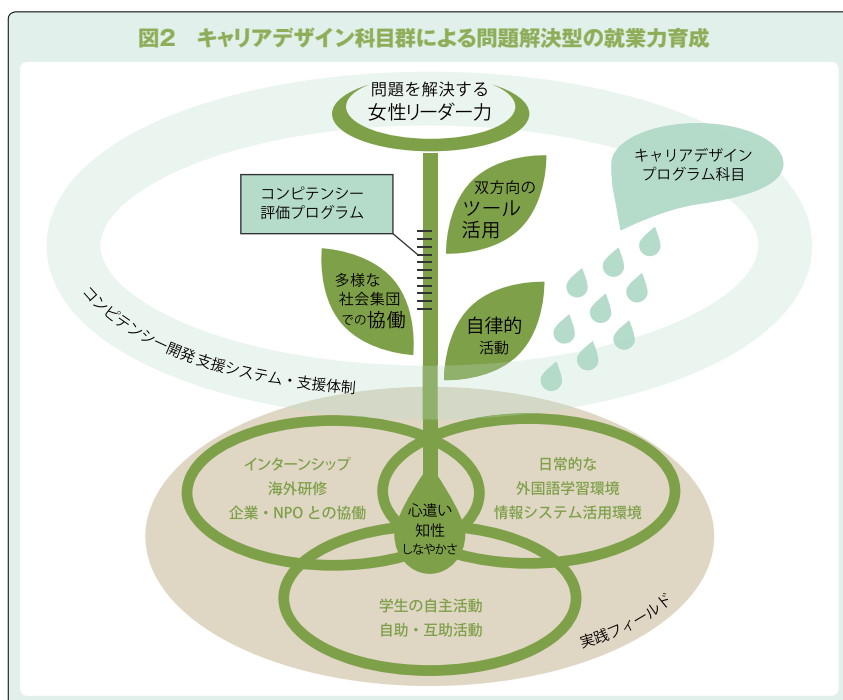 図2 キャリアデザイン科目群による問題解決型の就業力育成
問題を解決する
女性リーダー力
キャリアデザイン
プログラム科目
コンピテンシー
評価プログラム
双方向の
ツール
活用
多様な
社会集団
での協働
自律的
活動
コンピテンシー開発 支援システム・支援体制
インターンシップ
海外研修
企業・NPO との協働
日常的な
外国語学習環境
情報システム活用環境
心遣い
知性
しなやかさ
学生の自主活動
自助・互助活動
実践フィールド